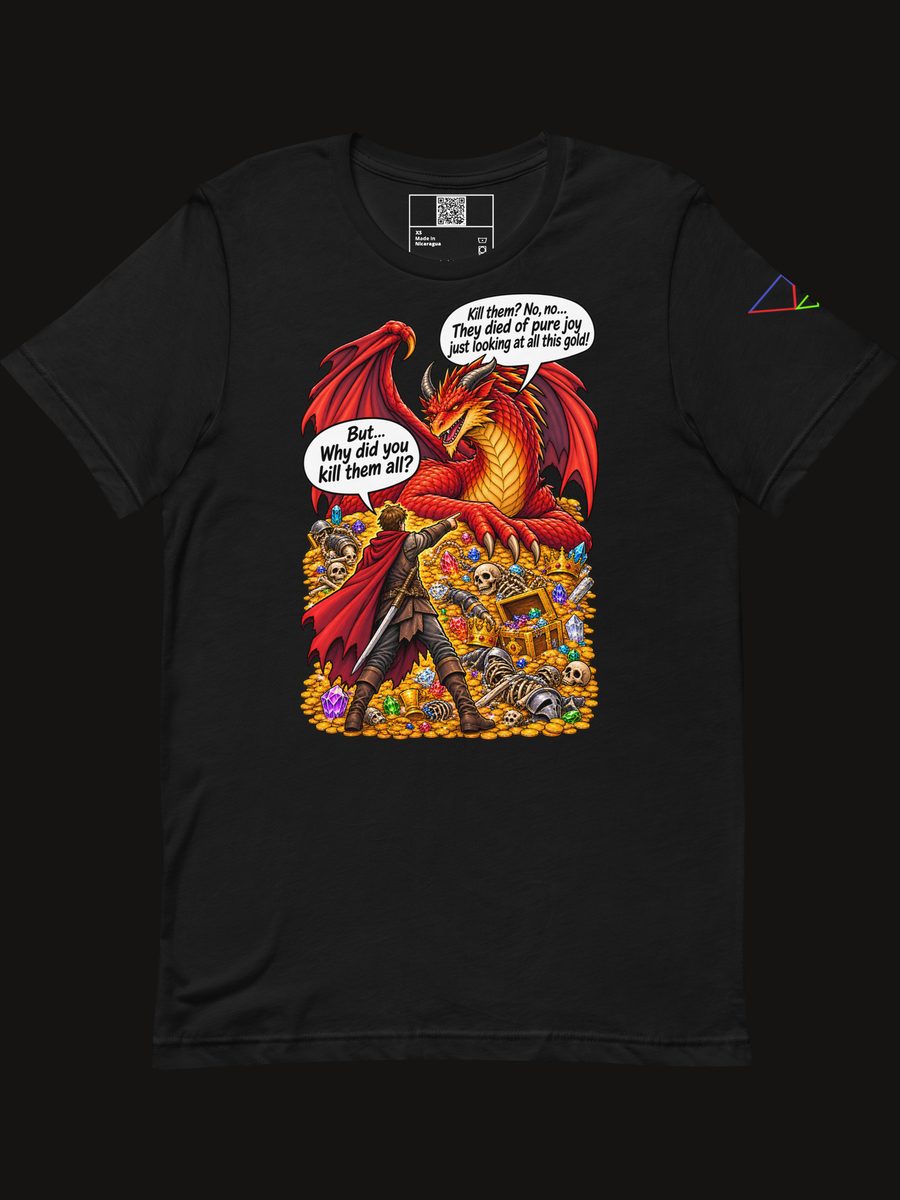 XS
Made in
Nicaragua
Kill them? No, no...
They died of pure joy
just looking at all this gold!
But...
Why did you
kill them all?